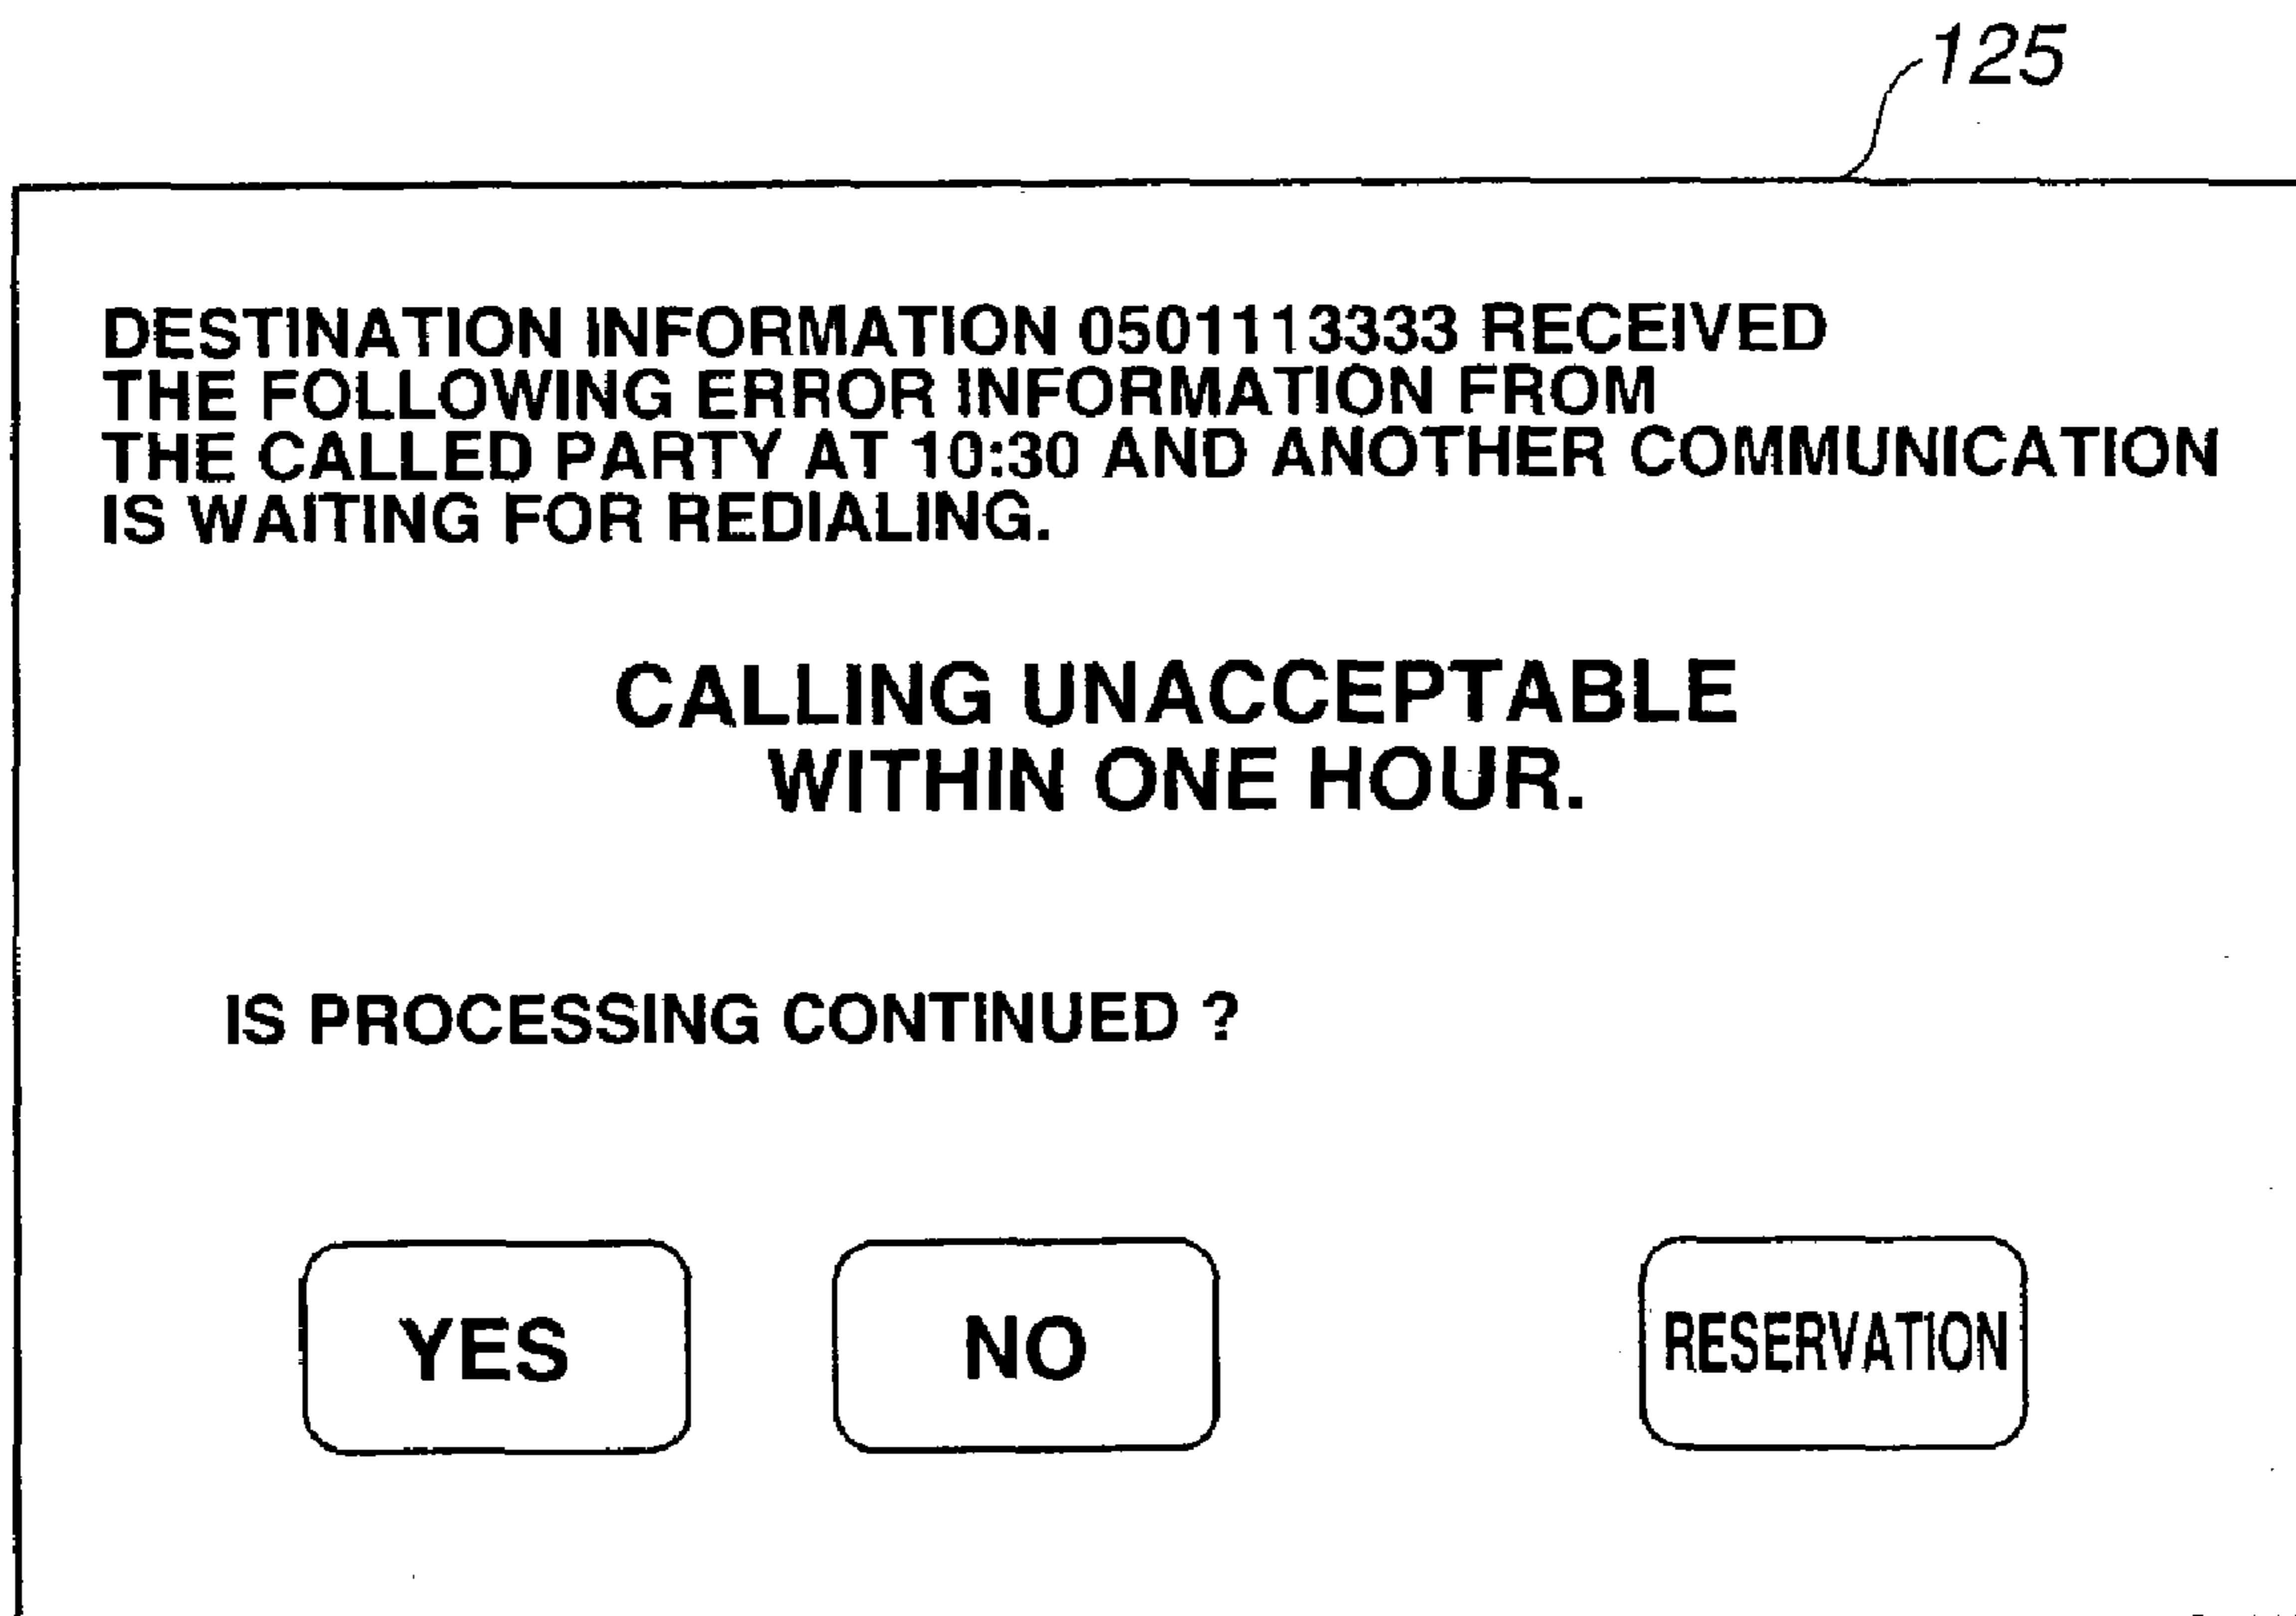 125
DESTINATION INFORMATION 0501113333 RECEIVED
THE FOLLOWING ERROR INFORMATION FROM
THE CALLED PARTY AT 10:30 AND ANOTHER COMMUNICATION
IS WAITING FOR REDIALING.
CALLING UNACCEPTABLE
WITHIN ONE HOUR.
IS PROCESSING CONTINUED ?
YES NO RESERVATION